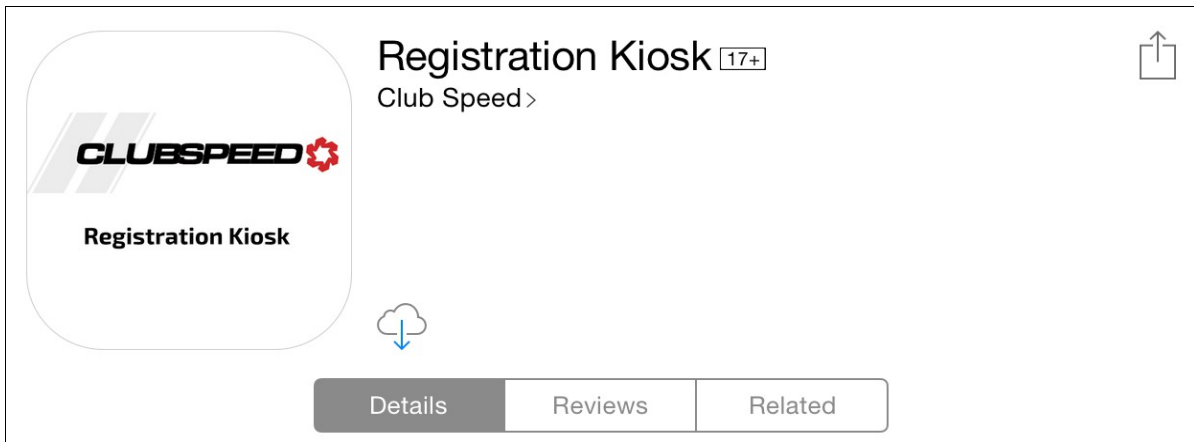 Registration Kiosk 17+
Club Speed >
CLUBSPEED
Registration Kiosk
Details
Reviews
Related